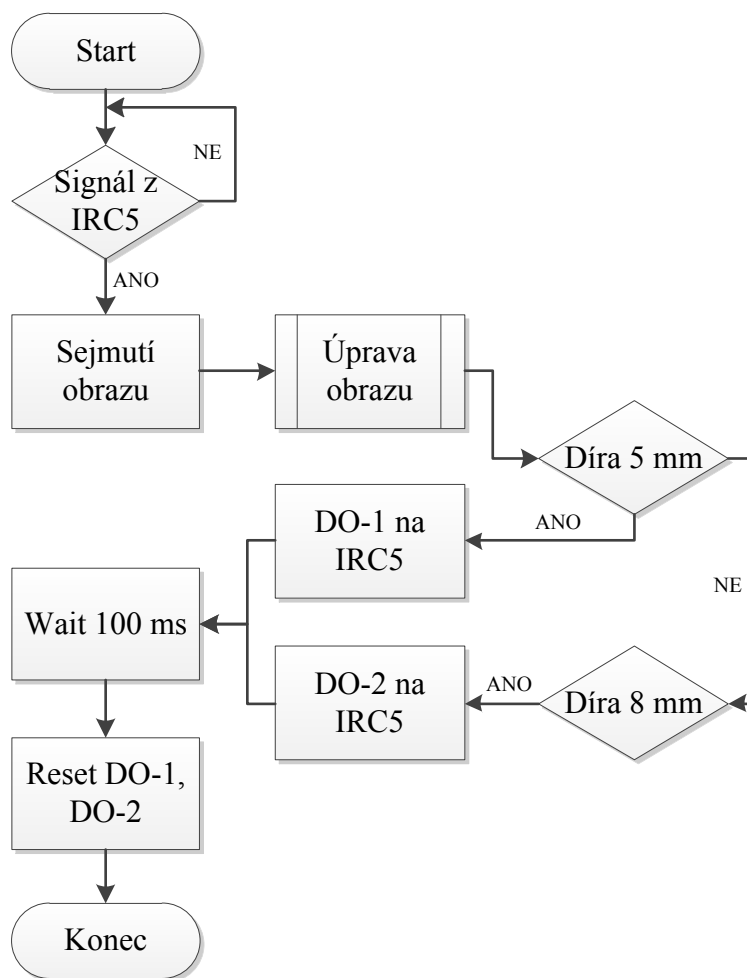 Start
NE
Signál z
IRC5
ANO
Sejmutí
obrazu
Úprava
obrazu
Díra 5 mm
ANO
DO-1 na
IRC5
NE
Wait 100 ms
ANO
DO-2 na
IRC5
Díra 8 mm
Reset DO-1,
DO-2
Konec